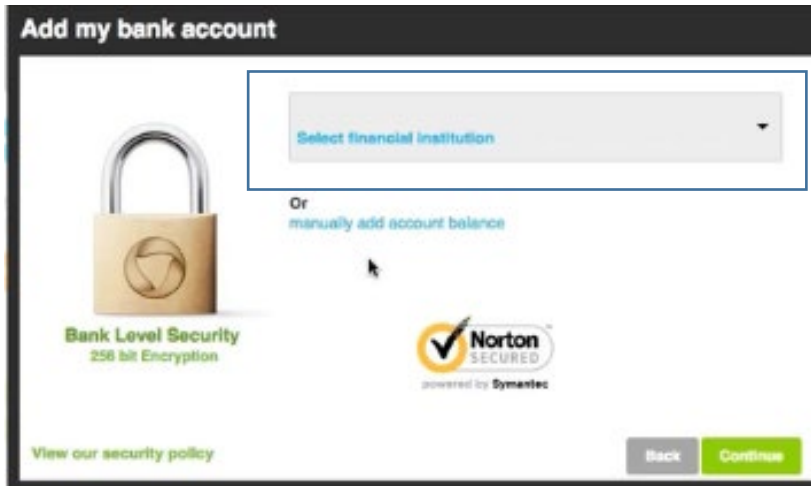 Add my bank account
Select financial institution
Or
manually add account balance
Bank Level Security
256 bit Encryption
Norton
SECURED
powered by Symantec
View our security policy
Back
Continue